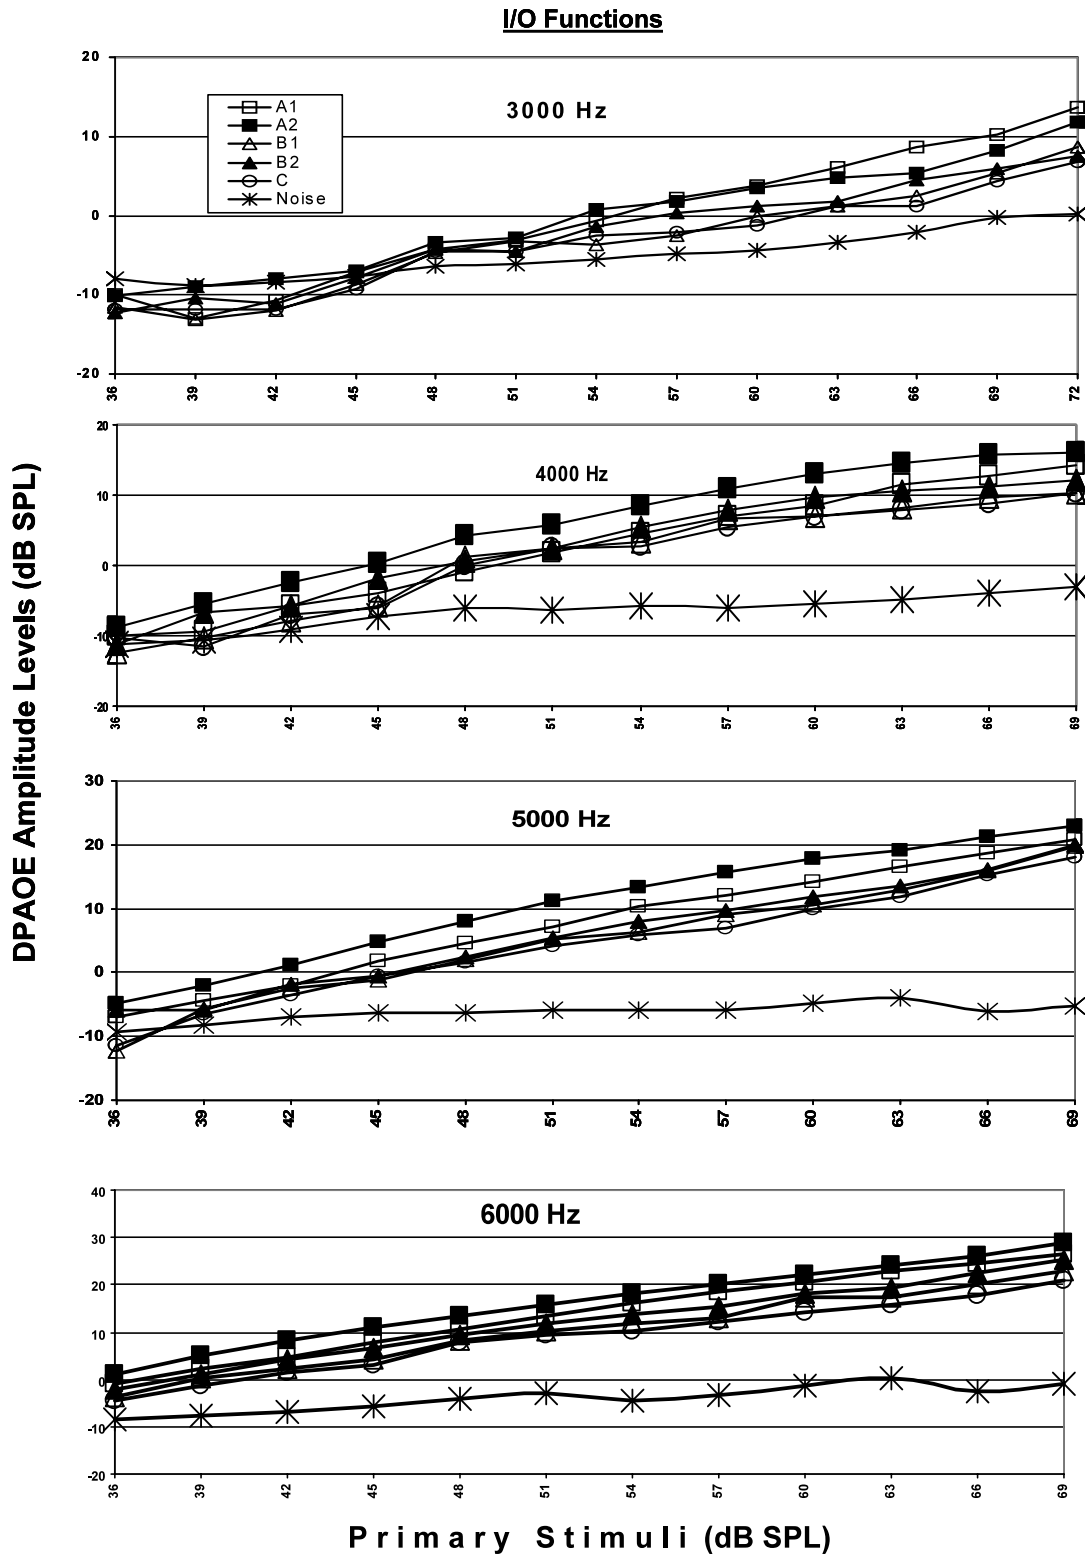 I/O Functions
20
10
0
-10
-20
3000 Hz
A1
A2
B1
B2
C
Noise
36 39 42 45 48 51 54 57 60 63 66 69 72
20
10
0
-10
-20
4000 Hz
36 39 42 45 48 51 54 57 60 63 66 69
DPAOE Amplitude Levels (dB SPL)
30
20
10
0
-10
-20
5000 Hz
36 39 42 45 48 51 54 57 60 63 66 69
40
30
20
10
0
-10
-20
6000 Hz
36 39 42 45 48 51 54 57 60 63 66 69
Primary Stimuli (dB SPL)